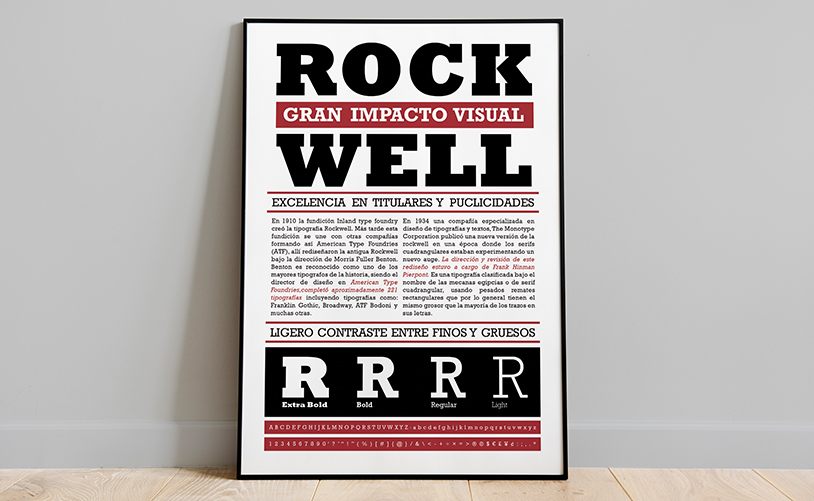 ROCK
GRAN IMPACTO VISUAL
WELL
EXCELENCIA EN TITULARES Y PUCLICIDADES
En 1910 la fundición Inland type foundry
creó la tipografía Rockwell. Más tarde esta
fundición se une con otras compañías
formando así American Type Foundries
(ATF), allí rediseñaron la antigua Rockwell
bajo la dirección de Morris Fuller Benton.
Benton es reconocido como uno de los
mayores tipografos de la historia, siendo el
director de diseño en American Type
Foundries,completó aproximadamente 221
tipografías incluyendo tipografías como:
Franklin Gothic, Broadway, ATF Bodoni y
muchas otras.
En 1934 una compañía especializada en
diseño de tipografías y textos, The Monotype
Corporation publicó una nueva versión de la
rockwell en una época donde los serifs
cuadrangulares estaban experimentando un
nuevo auge. La dirección y revisión de este
rediseño estuvo a cargo de Frank Hinman
Pierpont. Es una tipografía clasificada bajo el
nombre de las mecanas egipcias o de serif
cuadrangular, usando pesados remates
rectangulares que por lo general tienen el
mismo grosor que la mayoría de los trazos en
sus letras.
LIGERO CONTRASTE ENTRE FINOS Y GRUESOS
R R R R
Extra Bold Bold Regular Light
ABCDEFGHIJKLMNOPQRSTUVWXYZ-abcdefghijklmnopqrstuvwxyz